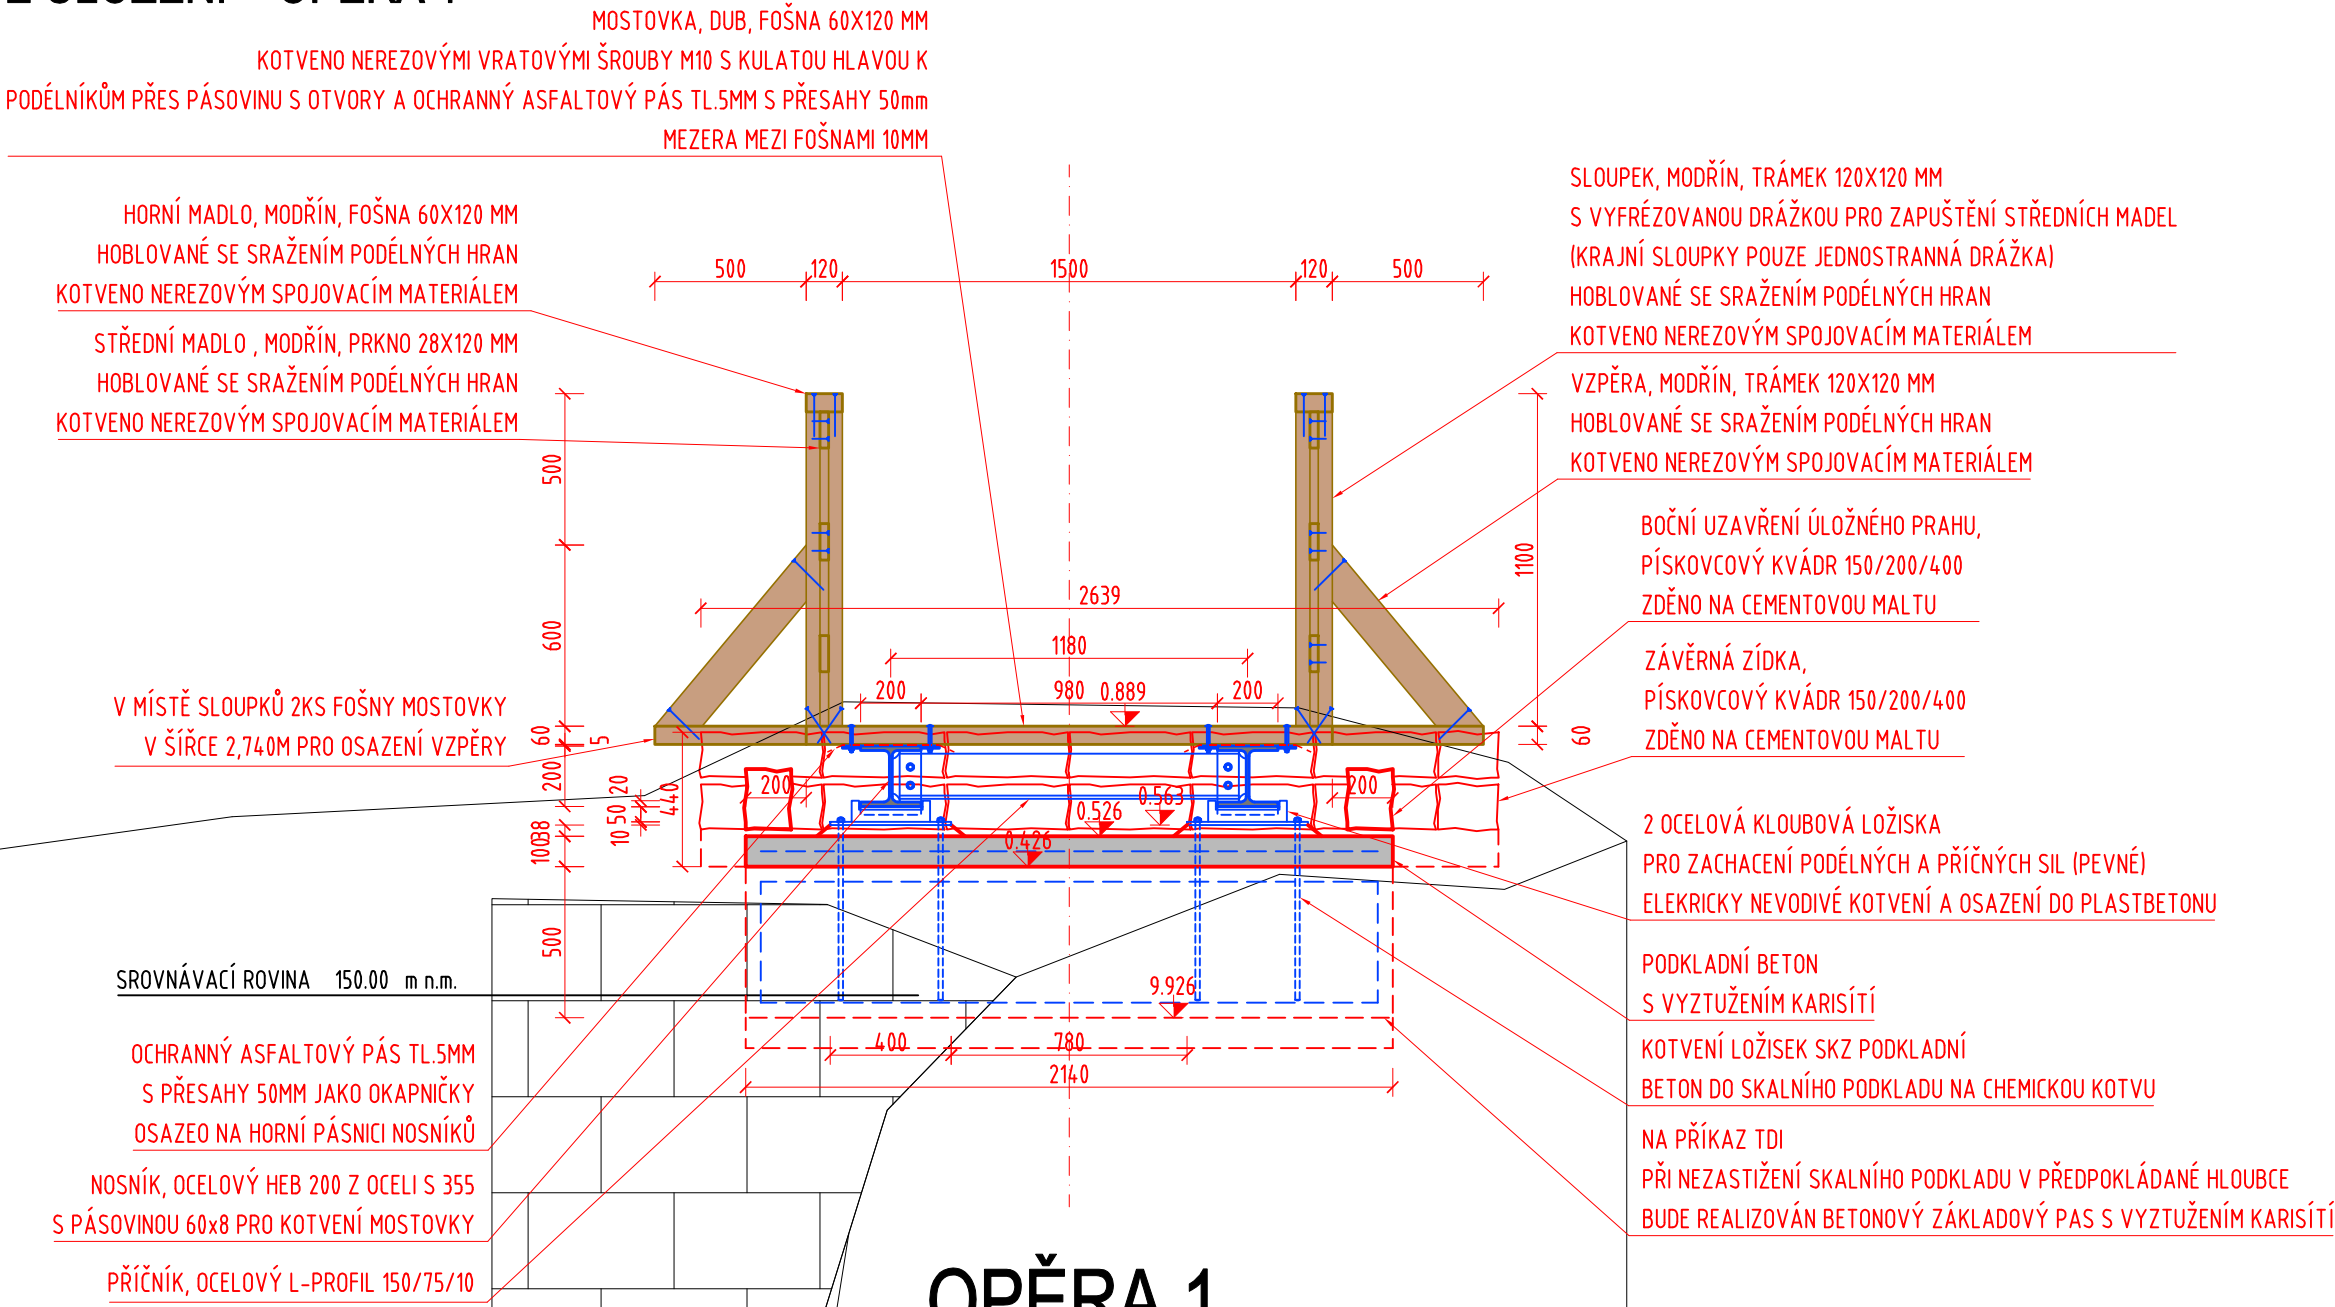 MOSTOVKA, DUB, FOŠNA 60X120 MM
KOTVENO NEREZOVÝMI VRATOVÝMI ŠROUBY M10 S KULATOU HLAVOU K
PODÉLNÍKŮM PŘES PÁSOVINU S OTVORY A OCHRANNÝ ASFALTOVÝ PÁS TL.5MM S PŘESAHY 50mm
MEZERA MEZI FOŠNAMI 10MM
HORNÍ MADLO, MODŘÍN, FOŠNA 60X120 MM
HOBLOVANÉ SE SRAŽENÍM PODÉLNÝCH HRAN
KOTVENO NEREZOVÝM SPOJOVACÍM MATERIÁLEM
STŘEDNÍ MADLO , MODŘÍN, PRKNO 28X120 MM
HOBLOVANÉ SE SRAŽENÍM PODÉLNÝCH HRAN
KOTVENO NEREZOVÝM SPOJOVACÍM MATERIÁLEM
V MÍSTĚ SLOUPKŮ 2KS FOŠNY MOSTOVKY
V ŠÍŘCE 2,740M PRO OSAZENÍ VZPĚRY
SROVNÁVACÍ ROVINA 150.00 m n.m.
OCHRANNÝ ASFALTOVÝ PÁS TL.5MM
S PŘESAHY 50MM JAKO OKAPNIČKY
OSAZEO NA HORNÍ PÁSNICI NOSNÍKŮ
NOSNÍK, OCELOVÝ HEB 200 Z OCELI S 355
S PÁSOVINOU 60x8 PRO KOTVENÍ MOSTOVKY
PŘÍČNÍK, OCELOVÝ L-PROFIL 150/75/10
500 120 1500 120 500
2639
1180
200 980 0.889 200
200 200
0.526 0.563
0.426
9.926
400 780
2140
500
600
60
5
200
38
100
500
20
50
10
440
1100
60
SLOUPEK, MODŘÍN, TRÁMEK 120X120 MM
S VYFRÉZOVANOU DRÁŽKOU PRO ZAPUŠTĚNÍ STŘEDNÍCH MADEL
(KRAJNÍ SLOUPKY POUZE JEDNOSTRANNÁ DRÁŽKA)
HOBLOVANÉ SE SRAŽENÍM PODÉLNÝCH HRAN
KOTVENO NEREZOVÝM SPOJOVACÍM MATERIÁLEM
VZPĚRA, MODŘÍN, TRÁMEK 120X120 MM
HOBLOVANÉ SE SRAŽENÍM PODÉLNÝCH HRAN
KOTVENO NEREZOVÝM SPOJOVACÍM MATERIÁLEM
BOČNÍ UZAVŘENÍ ÚLOŽNÉHO PRAHU,
PÍSKOVCOVÝ KVÁDR 150/200/400
ZDĚNO NA CEMENTOVOU MALTU
ZÁVĚRNÁ ZÍDKA,
PÍSKOVCOVÝ KVÁDR 150/200/400
ZDĚNO NA CEMENTOVOU MALTU
2 OCELOVÁ KLOUBOVÁ LOŽISKA
PRO ZACHACENÍ PODÉLNÝCH A PŘÍČNÝCH SIL (PEVNÉ)
ELEKRICKY NEVODIVÉ KOTVENÍ A OSAZENÍ DO PLASTBETONU
PODKLADNÍ BETON
S VYZTUŽENÍM KARISÍTÍ
KOTVENÍ LOŽISEK SKZ PODKLADNÍ
BETON DO SKALNÍHO PODKLADU NA CHEMICKOU KOTVU
NA PŘÍKAZ TDI
PŘI NEZASTIŽENÍ SKALNÍHO PODKLADU V PŘEDPOKLÁDANÉ HLOUBCE
BUDE REALIZOVÁN BETONOVÝ ZÁKLADOVÝ PAS S VYZTUŽENÍM KARISÍTÍ
OPĚRA 1